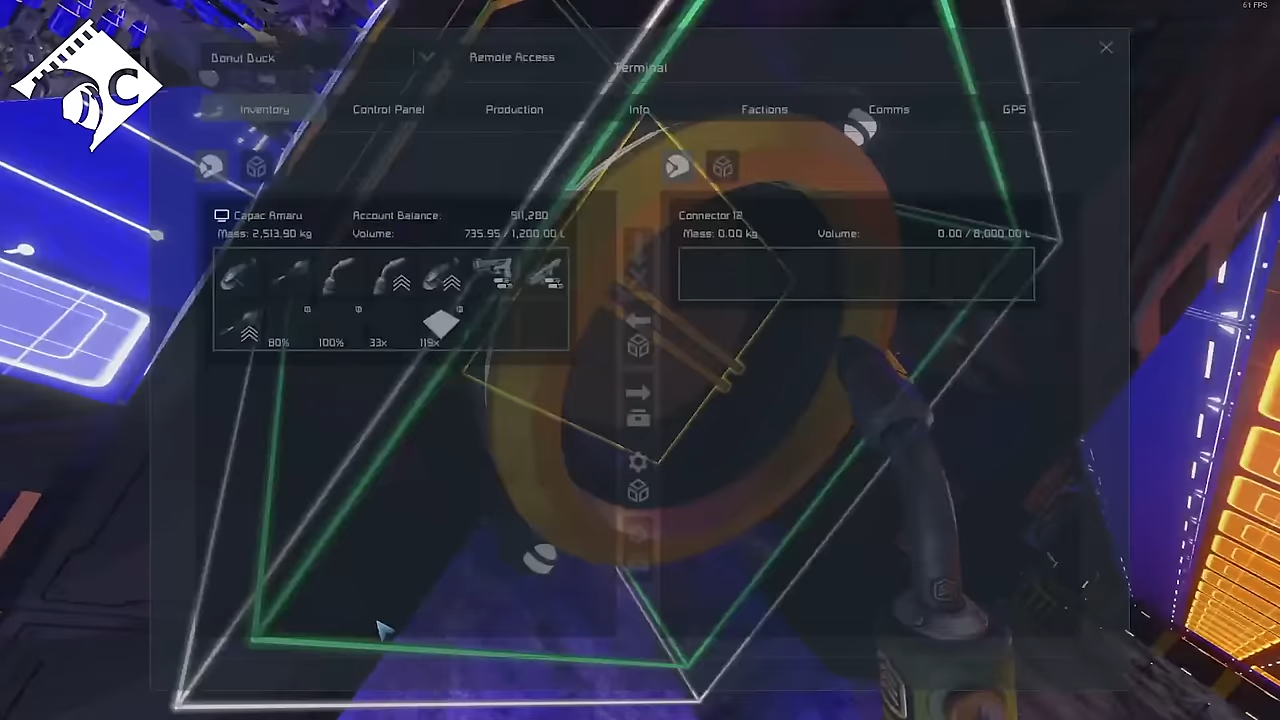 61 FPS
C
Donut Duck
Remote Access
Terminal
Inventory
Control Panel
Production
Info
Factions
Comms
GPS
Capac Amaru
Account Balance:
511,280
Mass: 2,513.90 kg
Volume:
735.95 / 1,200.00 L
Connector 12
Mass: 0.00 kg
Volume:
0.00 / 8,000.00 L
80%
100%
33x
119x